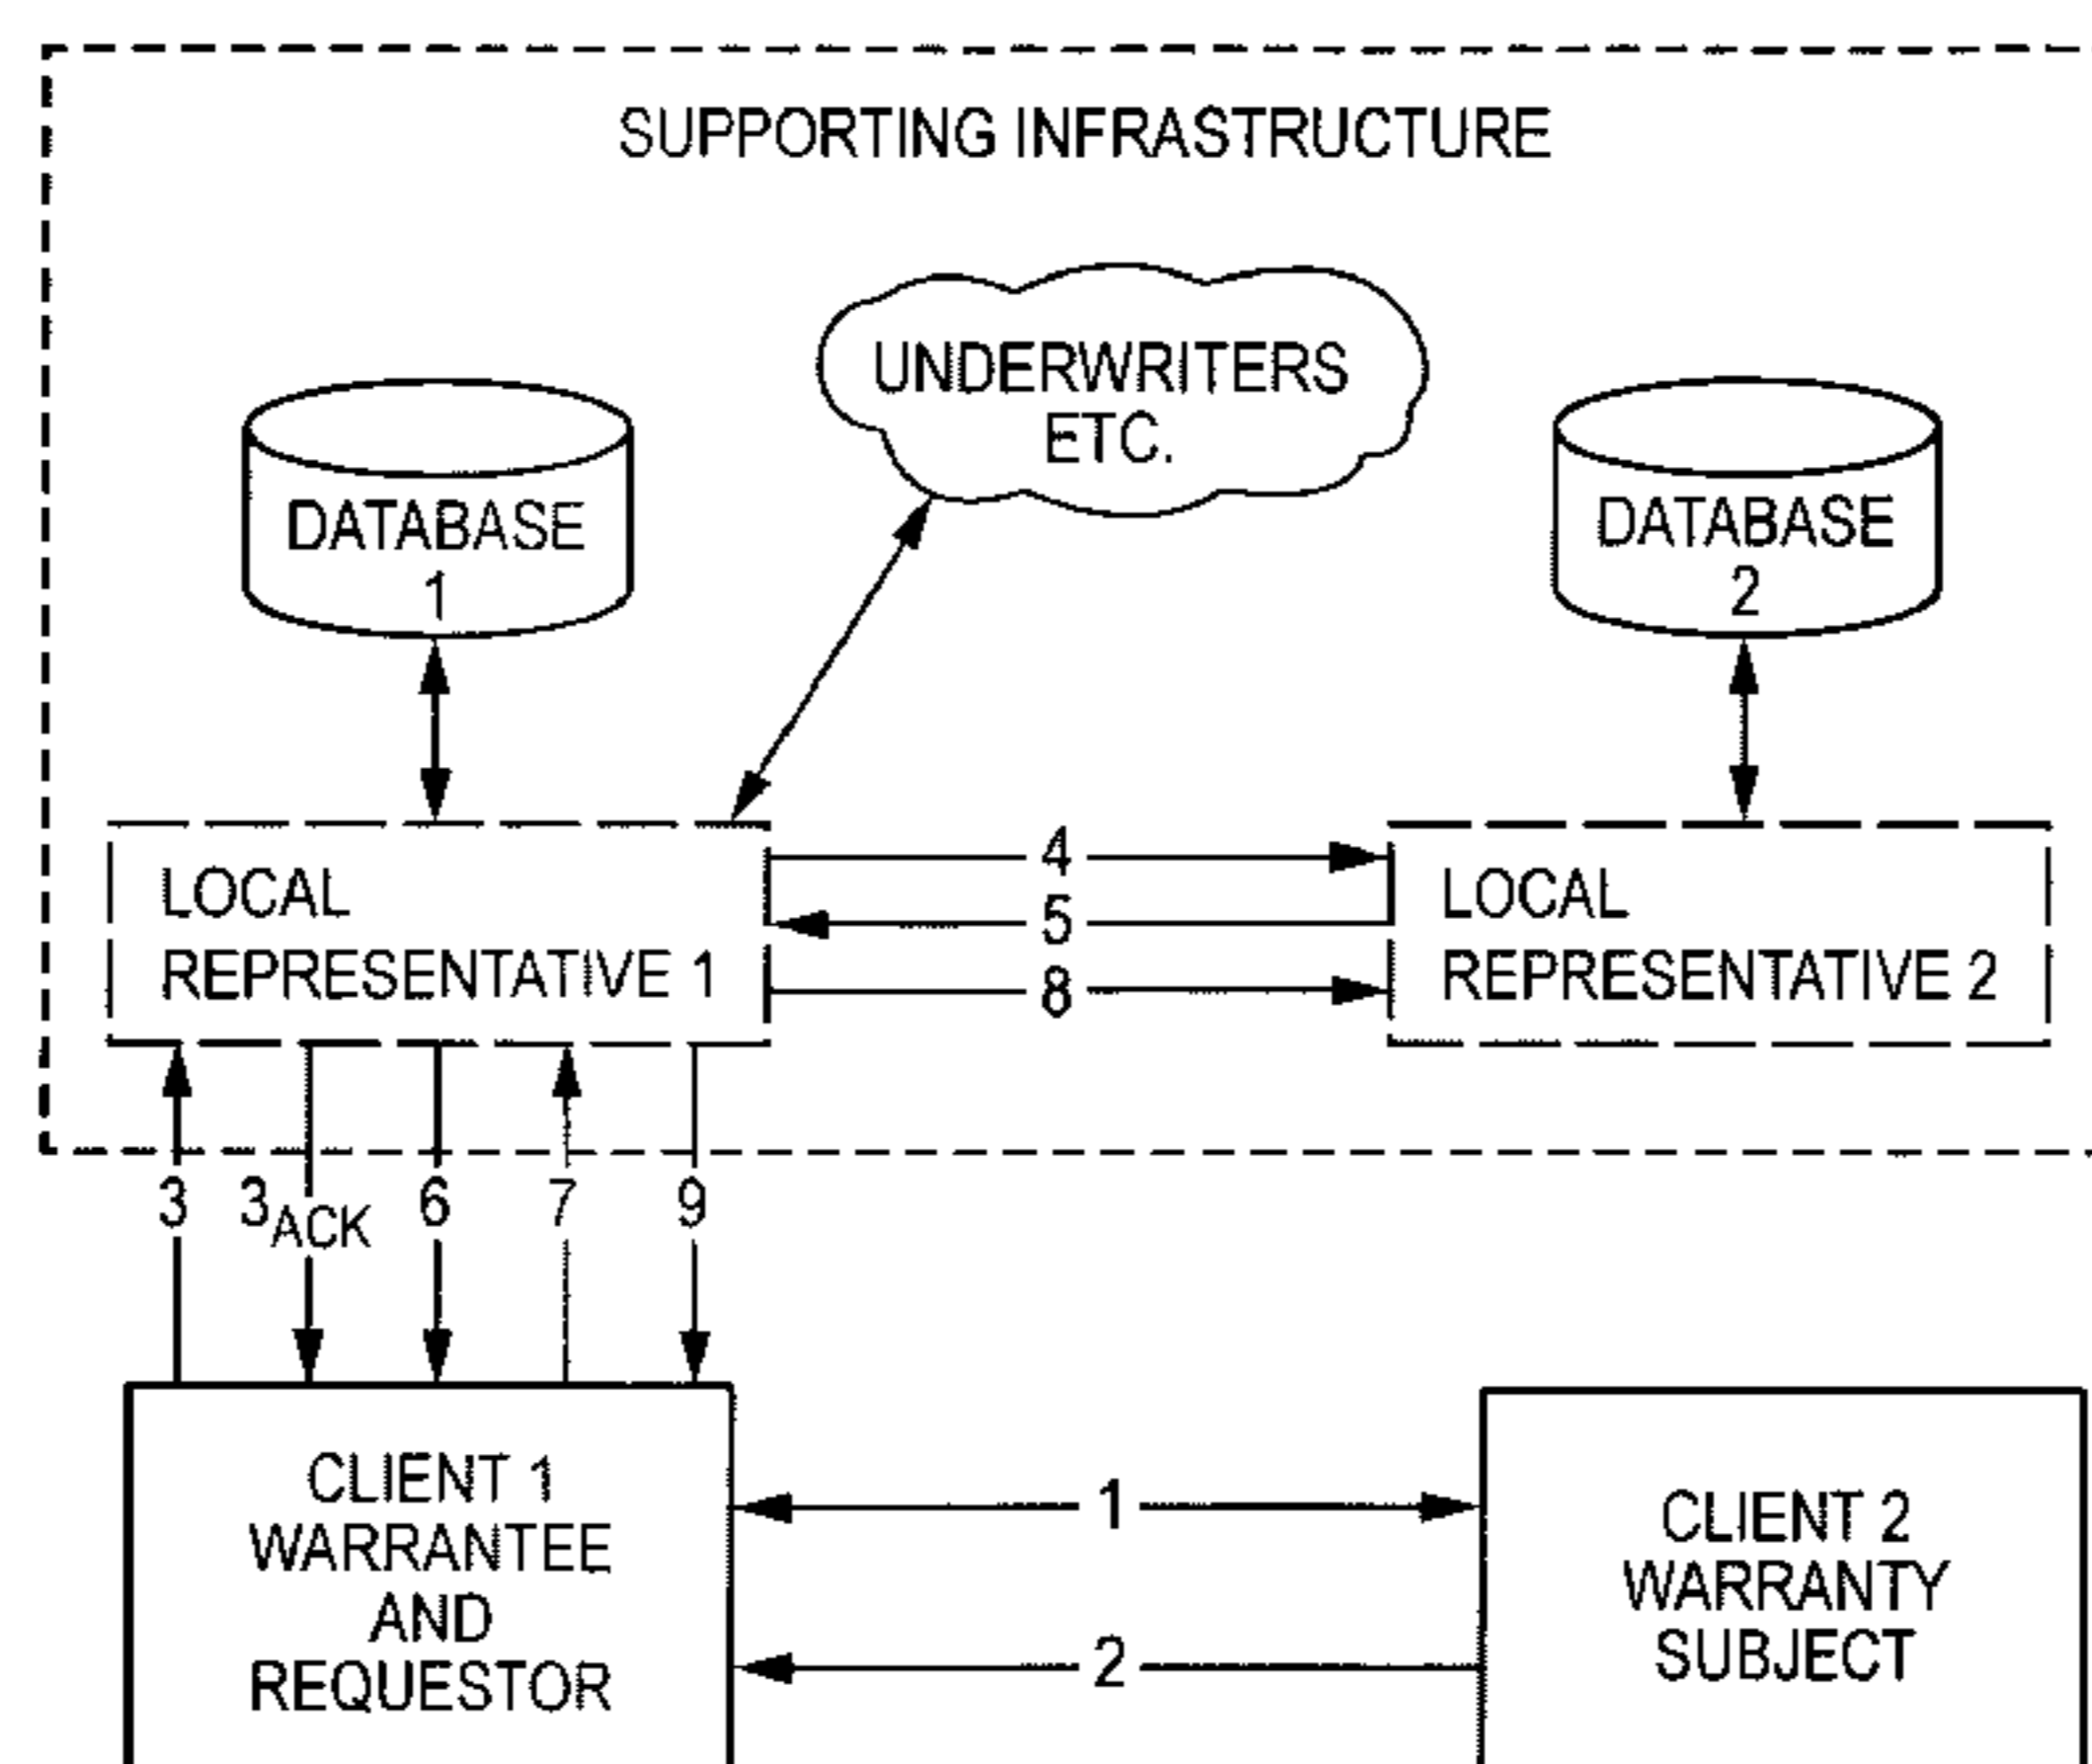 SUPPORTING INFRASTRUCTURE
UNDERWRITERS
ETC.
DATABASE
1
DATABASE
2
LOCAL
REPRESENTATIVE 1
4
5
8
LOCAL
REPRESENTATIVE 2
3
3ACK
6
7
9
CLIENT 1
WARRANTEE
AND
REQUESTOR
1
2
CLIENT 2
WARRANTY
SUBJECT